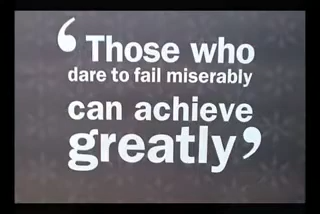 ‘Those who
dare to fail miserably
can achieve
greatly’